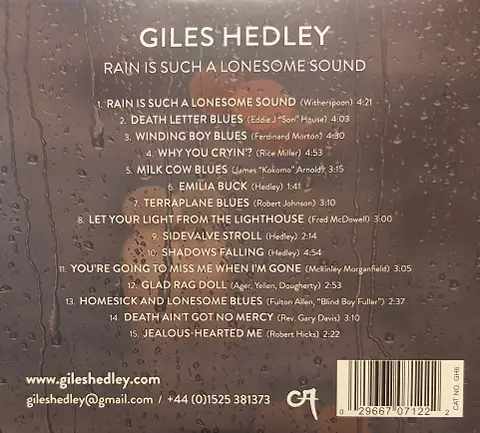 GILES HEDLEY
RAIN IS SUCH A LONESOME SOUND
1. RAIN IS SUCH A LONESOME SOUND (Witherspoon) 4:21
2. DEATH LETTER BLUES (Eddie J "Son" House) 4:03
3. WINDING BOY BLUES (Ferdinand Morton) 4:30
4. WHY YOU CRYIN'? (Rice Miller) 4:53
5. MILK COW BLUES (James "Kokomo" Arnold) 3:15
6. EMILIA BUCK (Hedley) 1:41
7. TERRAPLANE BLUES (Robert Johnson) 3:10
8. LET YOUR LIGHT FROM THE LIGHTHOUSE (Fred McDowell) 3:00
9. SIDEVALVE STROLL (Hedley) 2:14
10. SHADOWS FALLING (Hedley) 4:54
11. YOU'RE GOING TO MISS ME WHEN I'M GONE (McKinley Morganfield) 3:05
12. GLAD RAG DOLL (Ager, Yellen, Dougherty) 2:53
13. HOMESICK AND LONESOME BLUES (Fulton Allen, "Blind Boy Fuller") 2:37
14. DEATH AIN'T GOT NO MERCY (Rev. Gary Davis) 3:10
15. JEALOUS-HEARTED ME (Robert Hicks) 2:22
www.gileshedley.com
gileshedley@gmail.com / +44 (0)1525 381373
GH
0 29667 07122 2
CAT NO. GH6